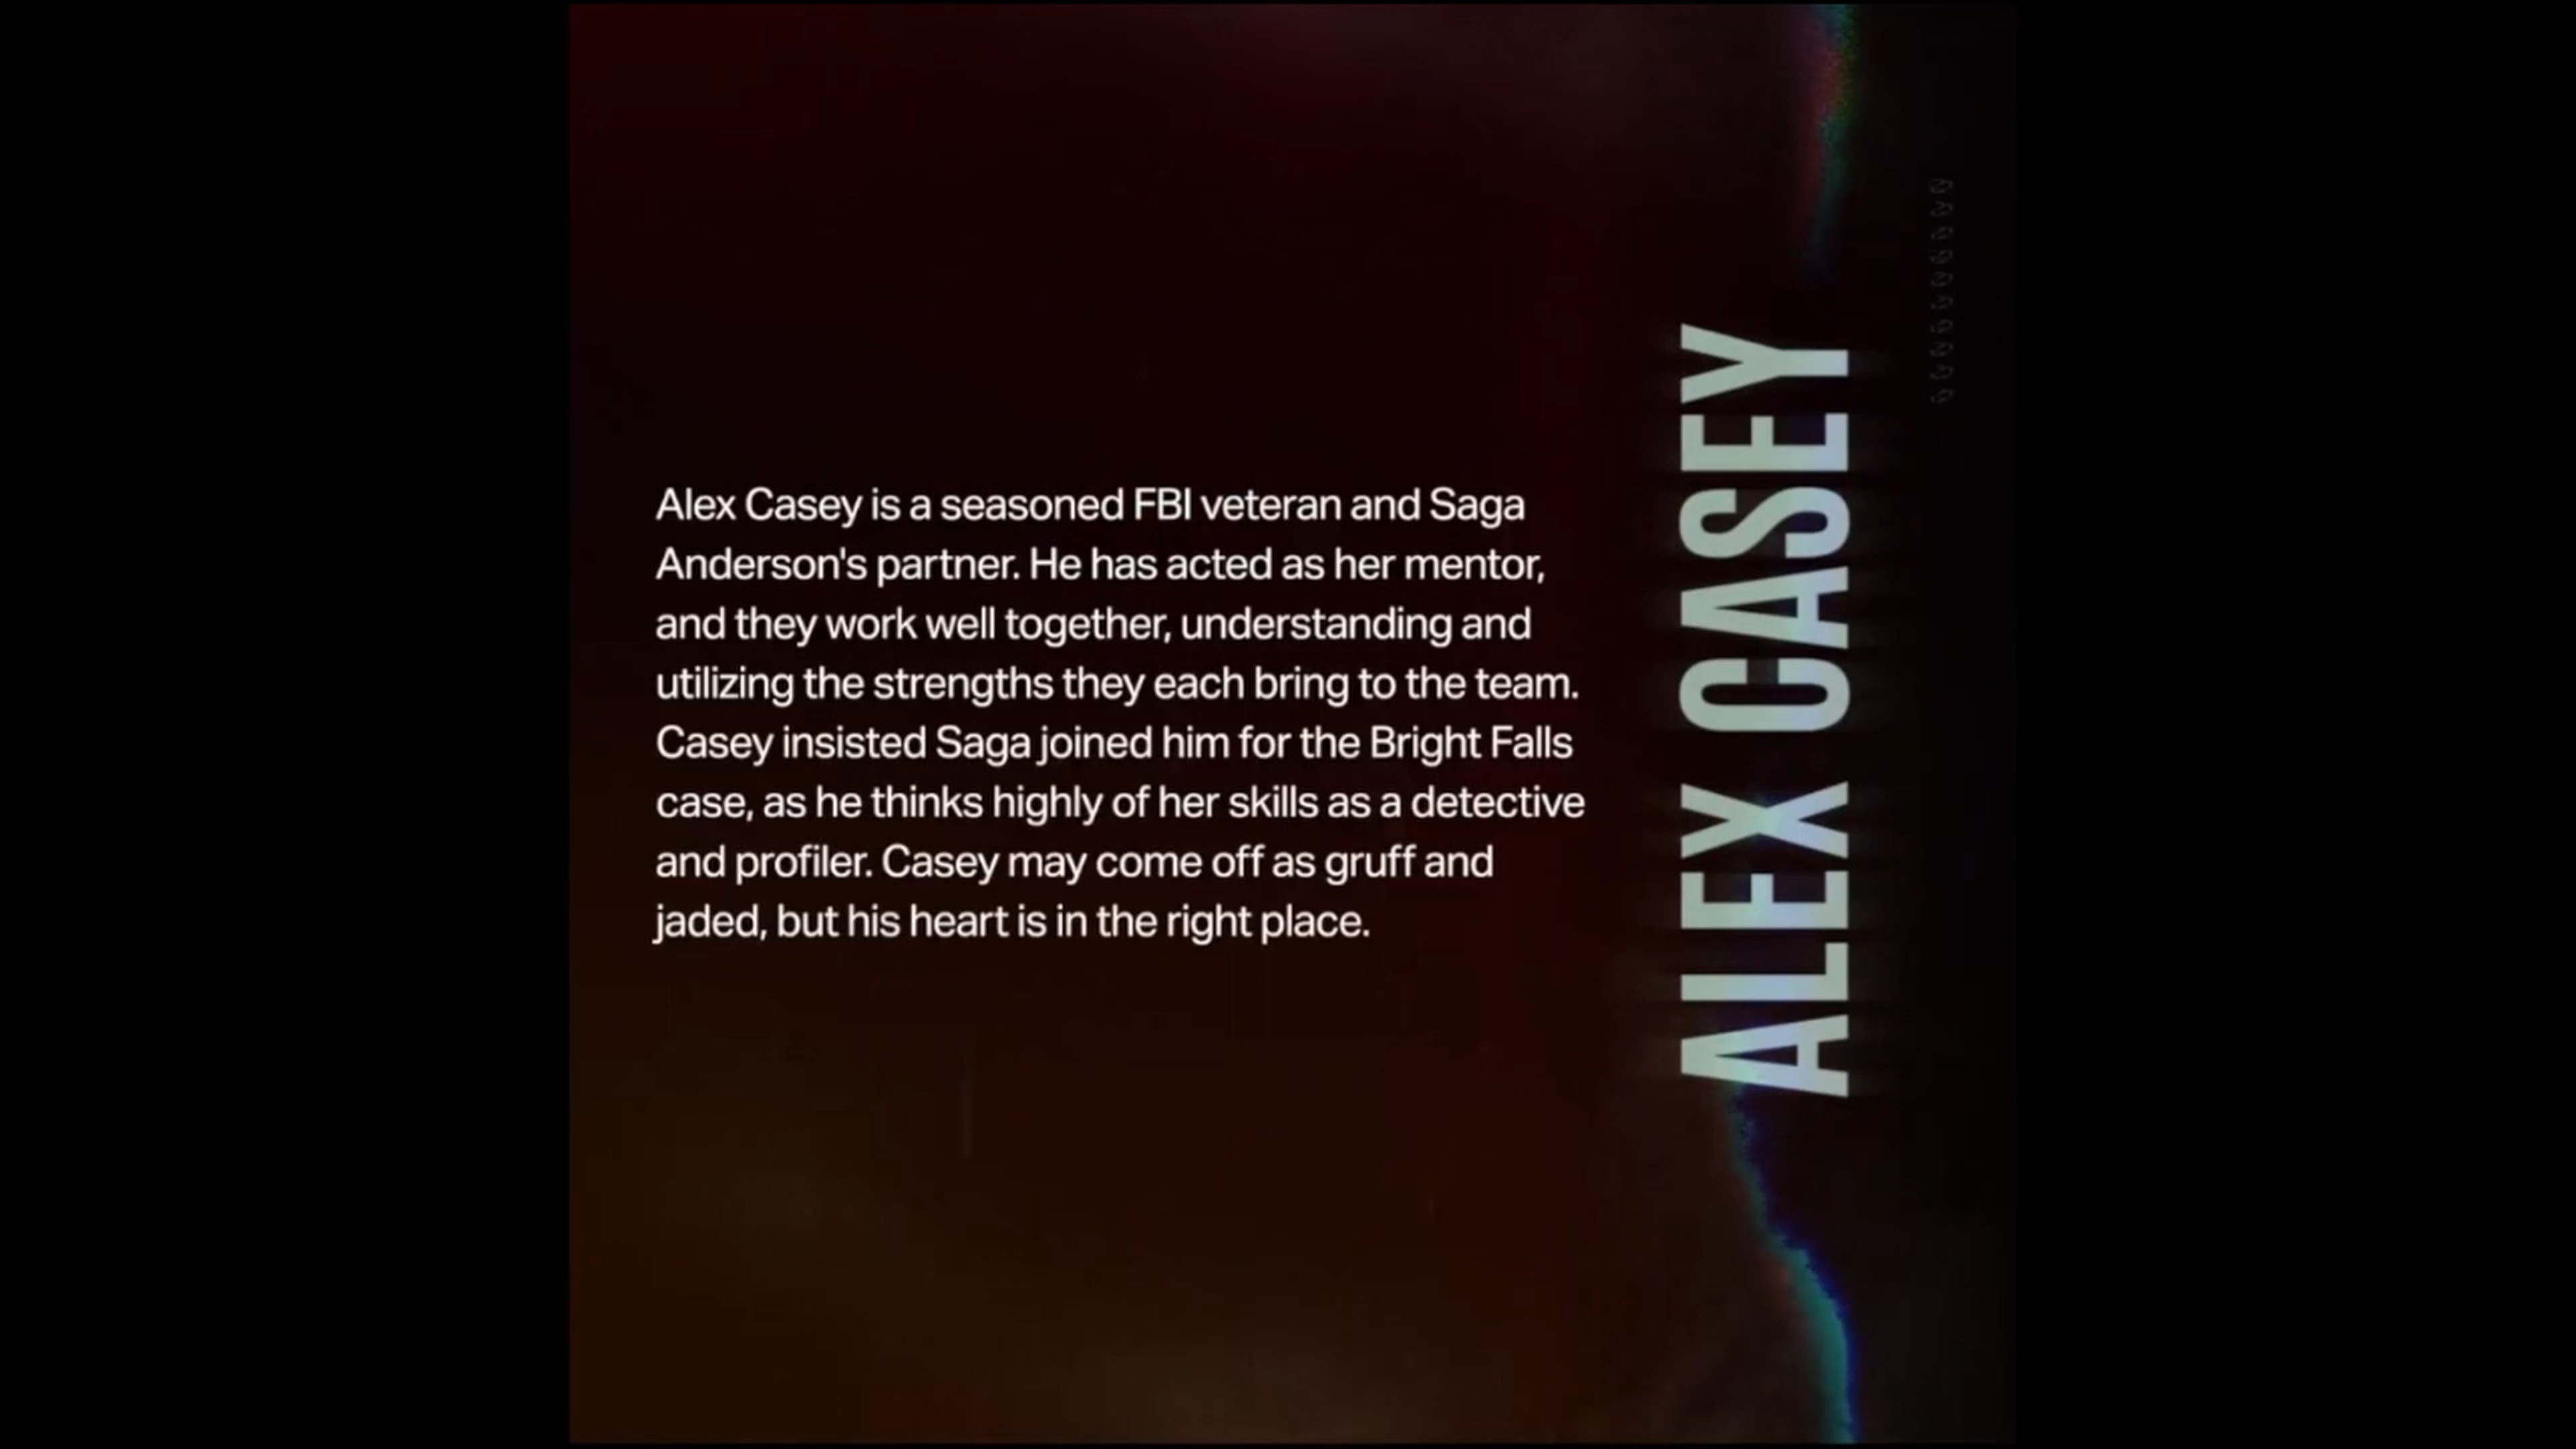 Alex Casey is a seasoned FBI veteran and Saga
Anderson's partner. He has acted as her mentor,
and they work well together, understanding and
utilizing the strengths they each bring to the team.
Casey insisted Saga joined him for the Bright Falls
case, as he thinks highly of her skills as a detective
and profiler. Casey may come off as gruff and
jaded, but his heart is in the right place.
ALEX CASEY